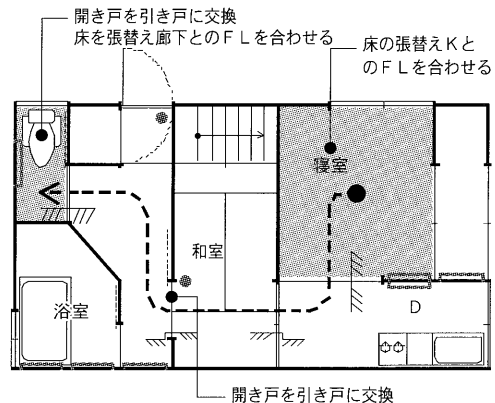 開き戸を引き戸に交換
床を張替え廊下とのＦＬを合わせる
床の張替えＫと
のＦＬを合わせる
寝室
和室
浴室
D
開き戸を引き戸に交換